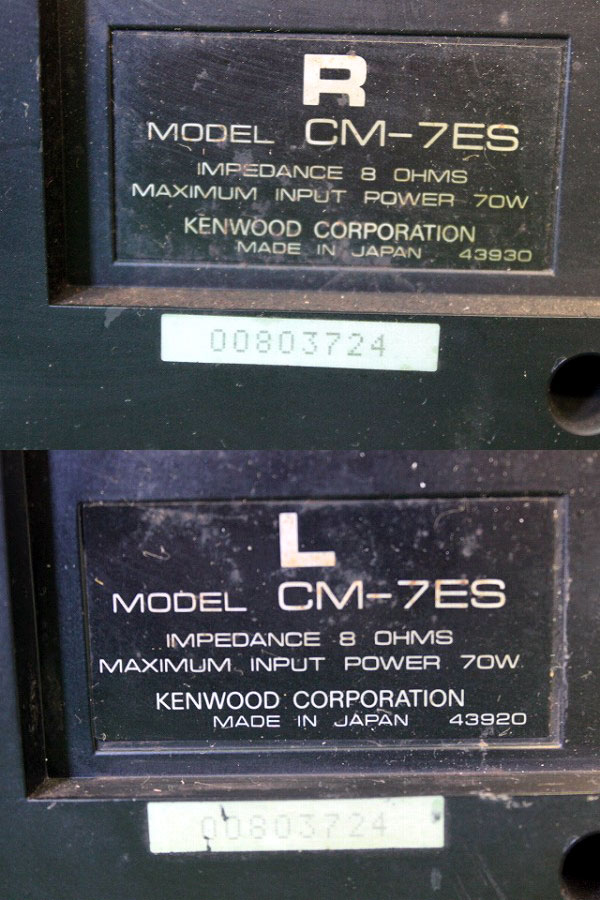 R
MODEL CM-7ES
IMPEDANCE 8 OHMS
MAXIMUM INPUT POWER 70W
KENWOOD CORPORATION
MADE IN JAPAN 43930
00803724
L
MODEL CM-7ES
IMPEDANCE 8 OHMS
MAXIMUM INPUT POWER 70W
KENWOOD CORPORATION
MADE IN JAPAN 43920
00803724